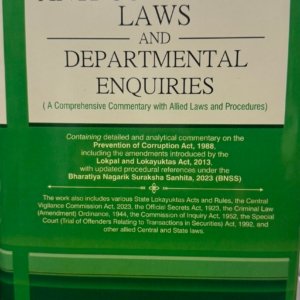 LAWS
AND
DEPARTMENTAL
ENQUIRIES
( A Comprehensive Commentary with Allied Laws and Procedures)
Containing detailed and analytical commentary on the
Prevention of Corruption Act, 1988,
including the amendments introduced by the
Lokpal and Lokayuktas Act, 2013,
with updated procedural references under the
Bharatiya Nagarik Suraksha Sanhila, 2023 (BNSS)
The work also includes various State Lokayuktas Acts and Rules, the Central
Vigilance Commission Act, 2023, the Official Secrets Act, 1923, the Criminal Law
(Amendment) Ordinance, 1944, the Commission of Inquiry Act, 1952, the Special
Court (Trial of Offenders Relating to Transactions in Securities) Act, 1992, and
other allied Central and State laws.